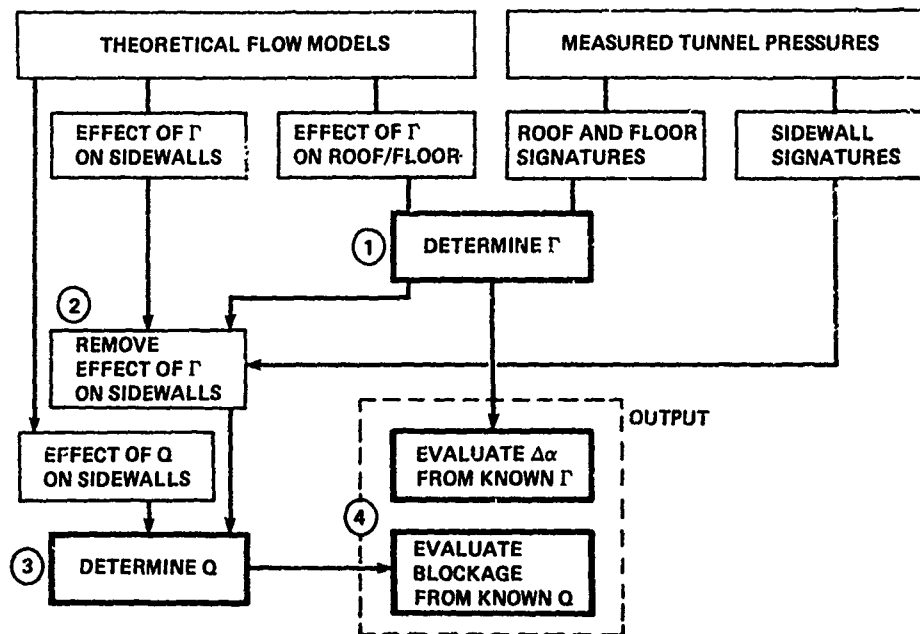 THEORETICAL FLOW MODELS
MEASURED TUNNEL PRESSURES
EFFECT OF Γ
ON SIDEWALLS
EFFECT OF Γ
ON ROOF/FLOOR
ROOF AND FLOOR
SIGNATURES
SIDEWALL
SIGNATURES
1
DETERMINE Γ
2
REMOVE
EFFECT OF Γ
ON SIDEWALLS
OUTPUT
EFFECT OF Q
ON SIDEWALLS
EVALUATE Δα
FROM KNOWN Γ
4
3
DETERMINE Q
EVALUATE
BLOCKAGE
FROM KNOWN Q